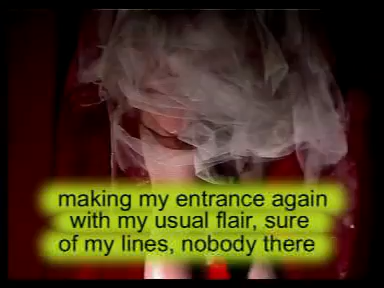 making my entrance again
with my usual flair, sure
of my lines, nobody there